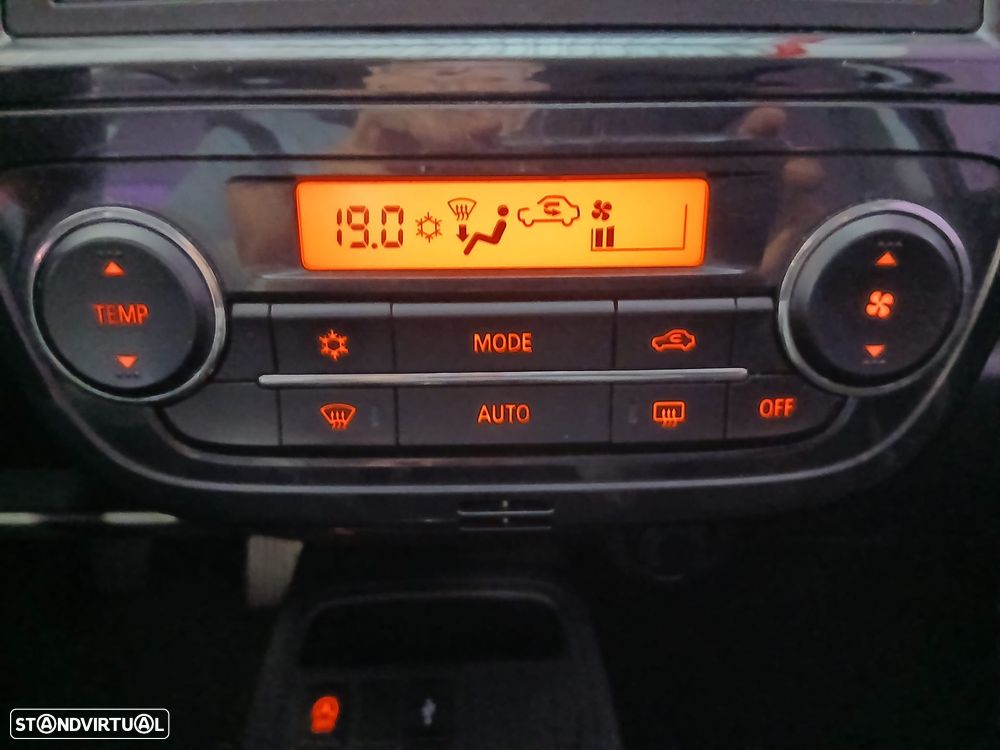 19.0
TEMP
MODE
AUTO
OFF
STANDVIRTUAL